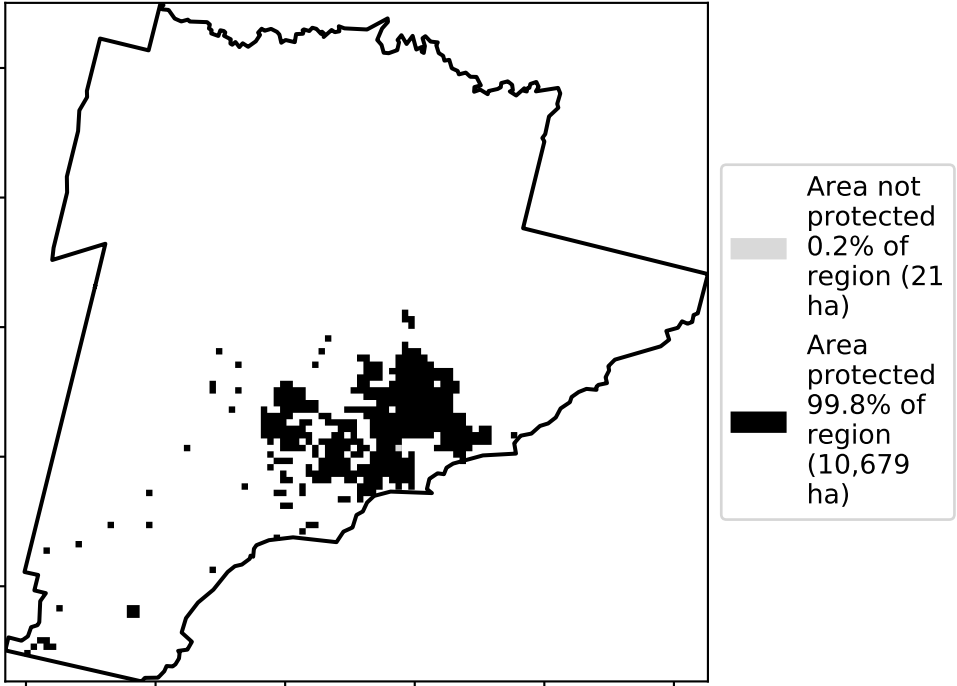 Area not
protected
0.2% of
region (21
ha)
Area
protected
99.8% of
region
(10,679
ha)